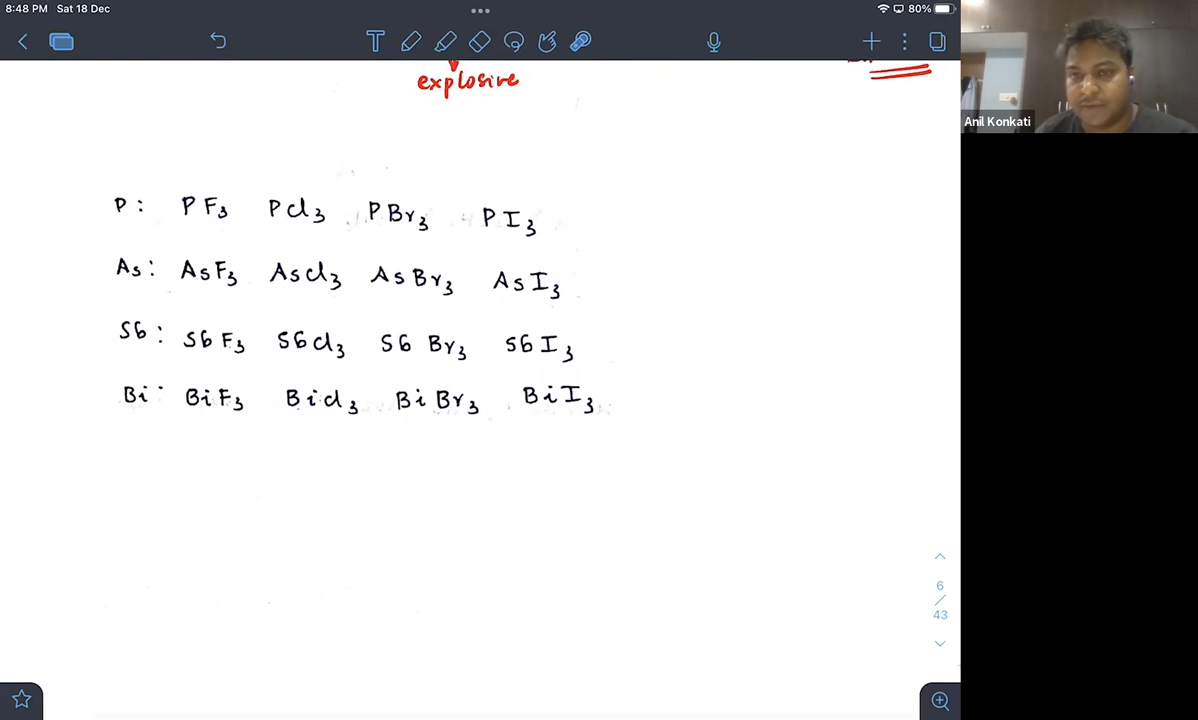 8:48 PM Sat 18 Dec
80%
explosive
Anil Konkati
P : PF₃ PCl₃ PBr₃ PI₃
As : AsF₃ AsCl₃ AsBr₃ AsI₃
Sb : SbF₃ SbCl₃ SbBr₃ SbI₃
Bi : BiF₃ BiCl₃ BiBr₃ BiI₃
6
/
43